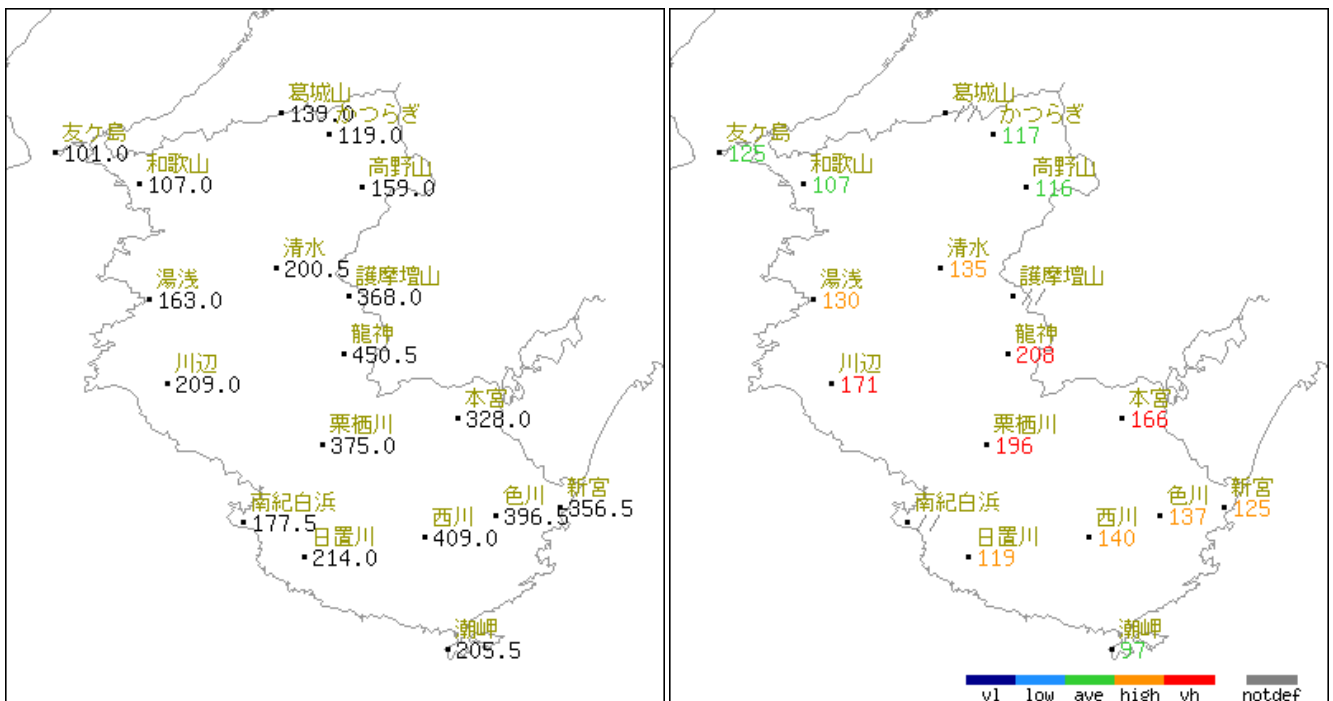 葛城山
139.0
かつらぎ
119.0
友ケ島
101.0
和歌山
107.0
高野山
159.0
清水
200.5
湯浅
163.0
護摩壇山
368.0
龍神
450.5
川辺
209.0
本宮
328.0
栗栖川
375.0
南紀白浜
177.5
色川
396.5
新宮
356.5
西川
409.0
日置川
214.0
潮岬
205.5
葛城山
//
かつらぎ
117
友ケ島
125
和歌山
107
高野山
116
清水
135
湯浅
130
護摩壇山
//
龍神
208
川辺
171
本宮
166
栗栖川
196
南紀白浜
//
色川
137
新宮
125
西川
140
日置川
119
潮岬
97
vl low ave high vh notdef